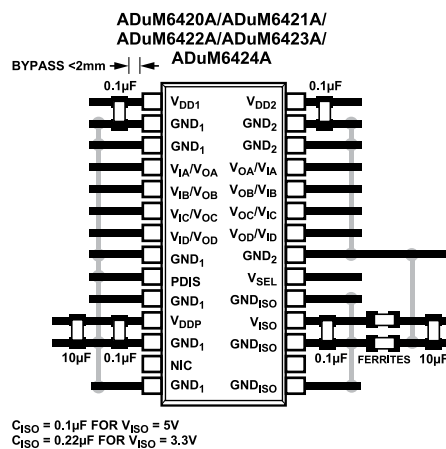 ADuM6420A/ADuM6421A/
ADuM6422A/ADuM6423A/
ADuM6424A
BYPASS <2mm
0.1µF
0.1µF
VDD1
VDD2
GND1
GND2
GND1
GND2
VIA/VOA
VOA/VIA
VIB/VOB
VOB/VIB
VIC/VOC
VOC/VIC
VID/VOD
VOD/VID
GND1
GND2
PDIS
VSEL
GND1
GNDISO
VDDP
VISO
GND1
GNDISO
10µF
0.1µF
0.1µF
FERRITES
10µF
NIC
GND1
GNDISO
CISO = 0.1µF FOR VISO = 5V
CISO = 0.22µF FOR VISO = 3.3V